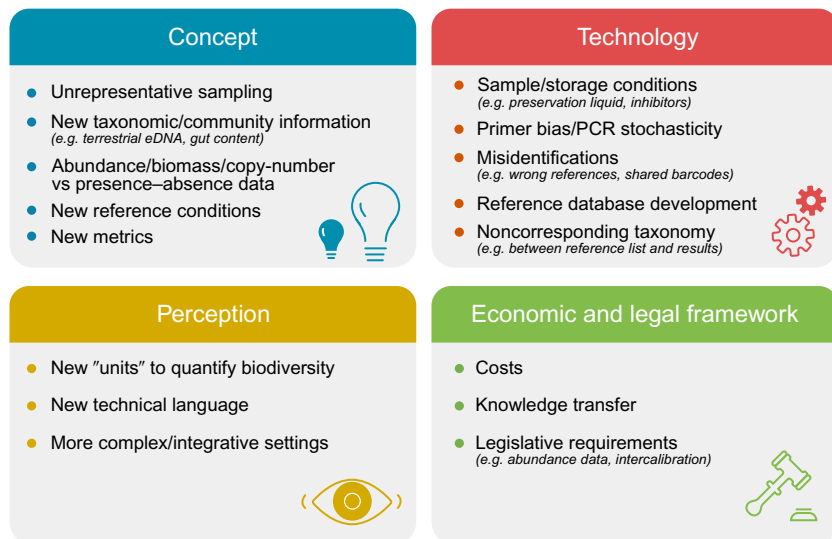 Concept
Unrepresentative sampling
New taxonomic/community information
(e.g. terrestrial eDNA, gut content)
Abundance/biomass/copy-number
vs presence–absence data
New reference conditions
New metrics
Technology
Sample/storage conditions
(e.g. preservation liquid, inhibitors)
Primer bias/PCR stochasticity
Misidentifications
(e.g. wrong references, shared barcodes)
Reference database development
Noncorresponding taxonomy
(e.g. between reference list and results)
Perception
New "units" to quantify biodiversity
New technical language
More complex/integrative settings
Economic and legal framework
Costs
Knowledge transfer
Legislative requirements
(e.g. abundance data, intercalibration)